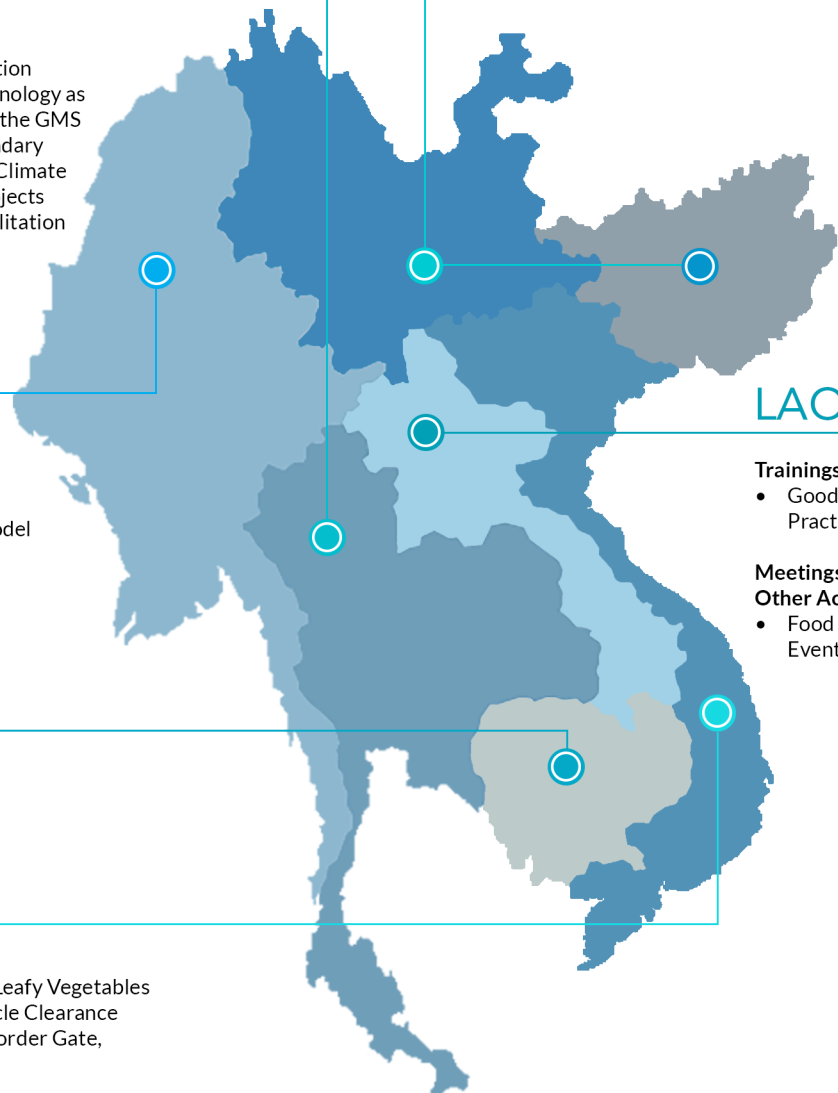 tion
nology as
the GMS
ndary
Climate
jects
litation
odel
Leafy Vegetables
cle Clearance
order Gate,
LAO
Trainings
• Good
Pract
Meetings
Other Ac
• Food
Event